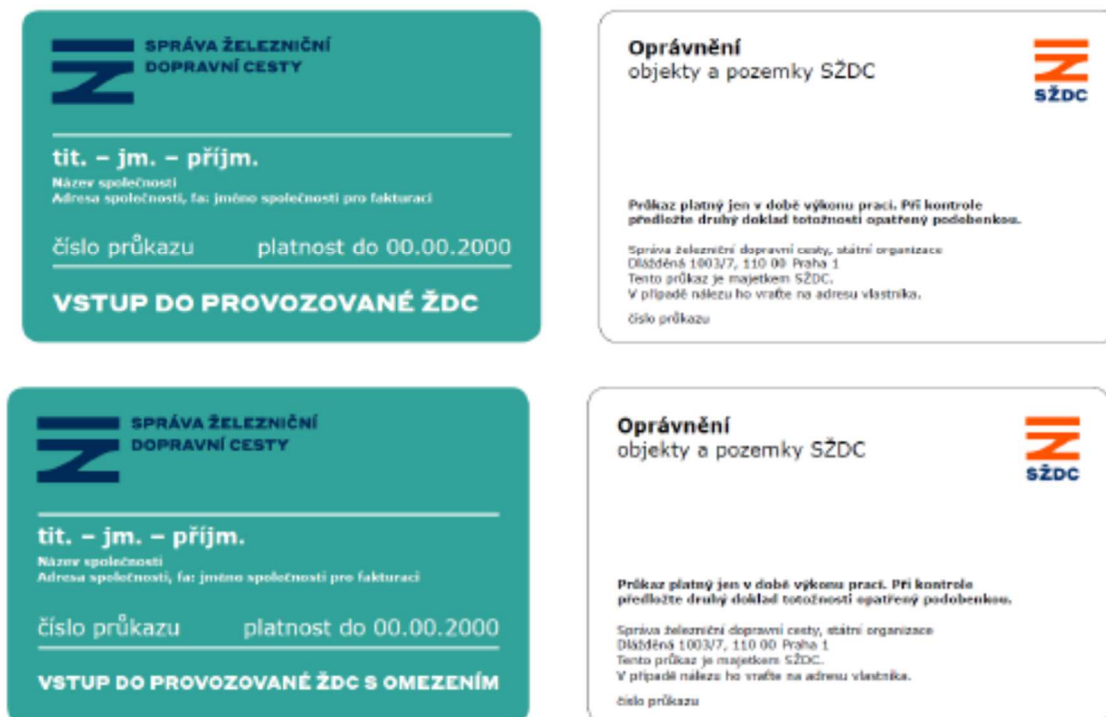 SPRÁVA ŽELEZNIČNÍ
DOPRAVNÍ CESTY
tit. – jm. – příjm.
Název společnosti
Adresa společnosti, fa: jméno společnosti pro fakturaci
číslo průkazu platnost do 00.00.2000
VSTUP DO PROVOZOVANÉ ŽDC
Oprávnění
objekty a pozemky SŽDC
SŽDC
Průkaz platný jen v době výkonu prací. Při kontrole
předložte druhý doklad totožnosti opatřený podobenkou.
Správa železniční dopravní cesty, státní organizace
Dlážděná 1003/7, 110 00 Praha 1
Tento průkaz je majetkem SŽDC.
V případě nálezu ho vraťte na adresu vlastníka.
číslo průkazu
SPRÁVA ŽELEZNIČNÍ
DOPRAVNÍ CESTY
tit. – jm. – příjm.
Název společnosti
Adresa společnosti, fa: jméno společnosti pro fakturaci
číslo průkazu platnost do 00.00.2000
VSTUP DO PROVOZOVANÉ ŽDC S OMEZENÍM
Oprávnění
objekty a pozemky SŽDC
SŽDC
Průkaz platný jen v době výkonu prací. Při kontrole
předložte druhý doklad totožnosti opatřený podobenkou.
Správa železniční dopravní cesty, státní organizace
Dlážděná 1003/7, 110 00 Praha 1
Tento průkaz je majetkem SŽDC.
V případě nálezu ho vraťte na adresu vlastníka.
číslo průkazu